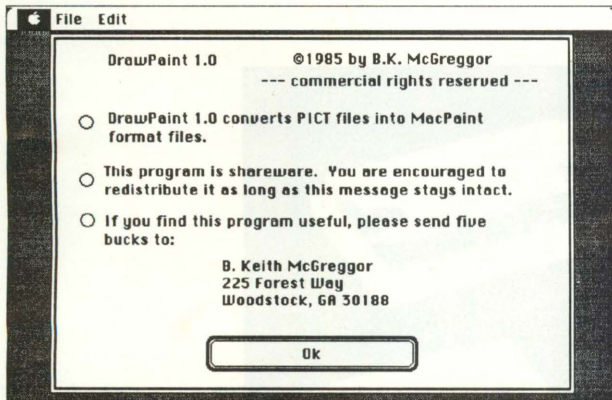 File Edit
DrawPaint 1.0 ©1985 by B.K. McGreggor
--- commercial rights reserved ---
DrawPaint 1.0 converts PICT files into MacPaint
format files.
This program is shareware. You are encouraged to
redistribute it as long as this message stays intact.
If you find this program useful, please send five
bucks to:
B. Keith McGreggor
225 Forest Way
Woodstock, GA 30188
Ok